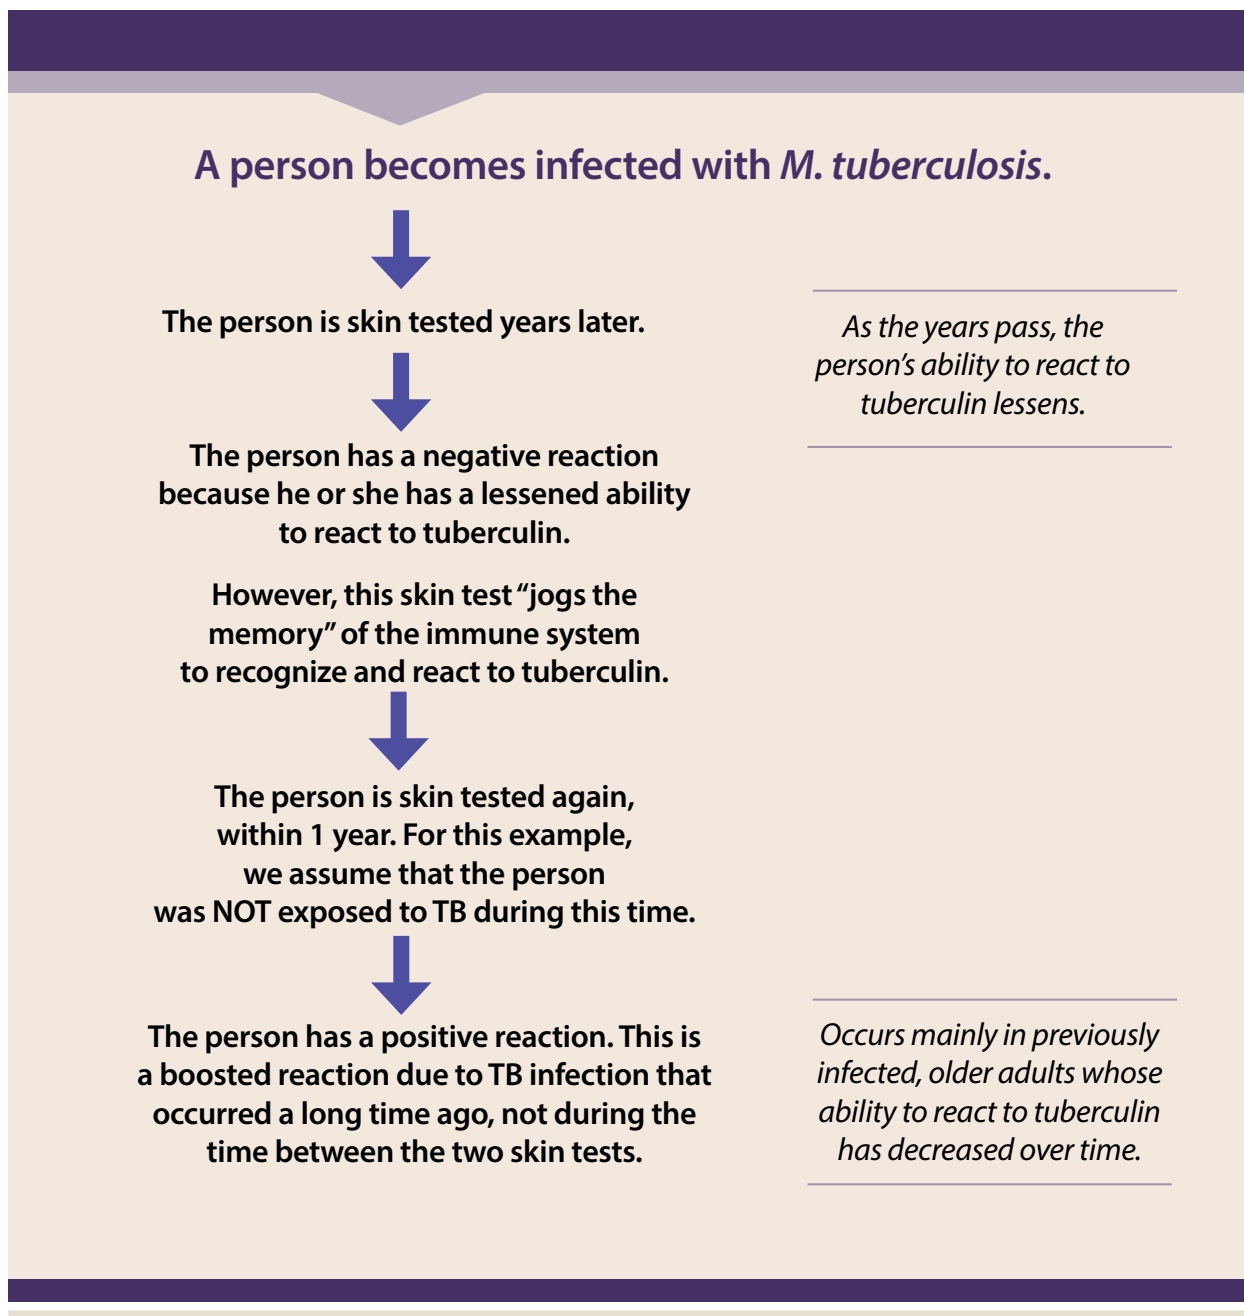 A person becomes infected with M. tuberculosis.
The person is skin tested years later.
As the years pass, the
person’s ability to react to
tuberculin lessens.
The person has a negative reaction
because he or she has a lessened ability
to react to tuberculin.
However, this skin test “jogs the
memory” of the immune system
to recognize and react to tuberculin.
The person is skin tested again,
within 1 year. For this example,
we assume that the person
was NOT exposed to TB during this time.
The person has a positive reaction. This is
a boosted reaction due to TB infection that
occurred a long time ago, not during the
time between the two skin tests.
Occurs mainly in previously
infected, older adults whose
ability to react to tuberculin
has decreased over time.